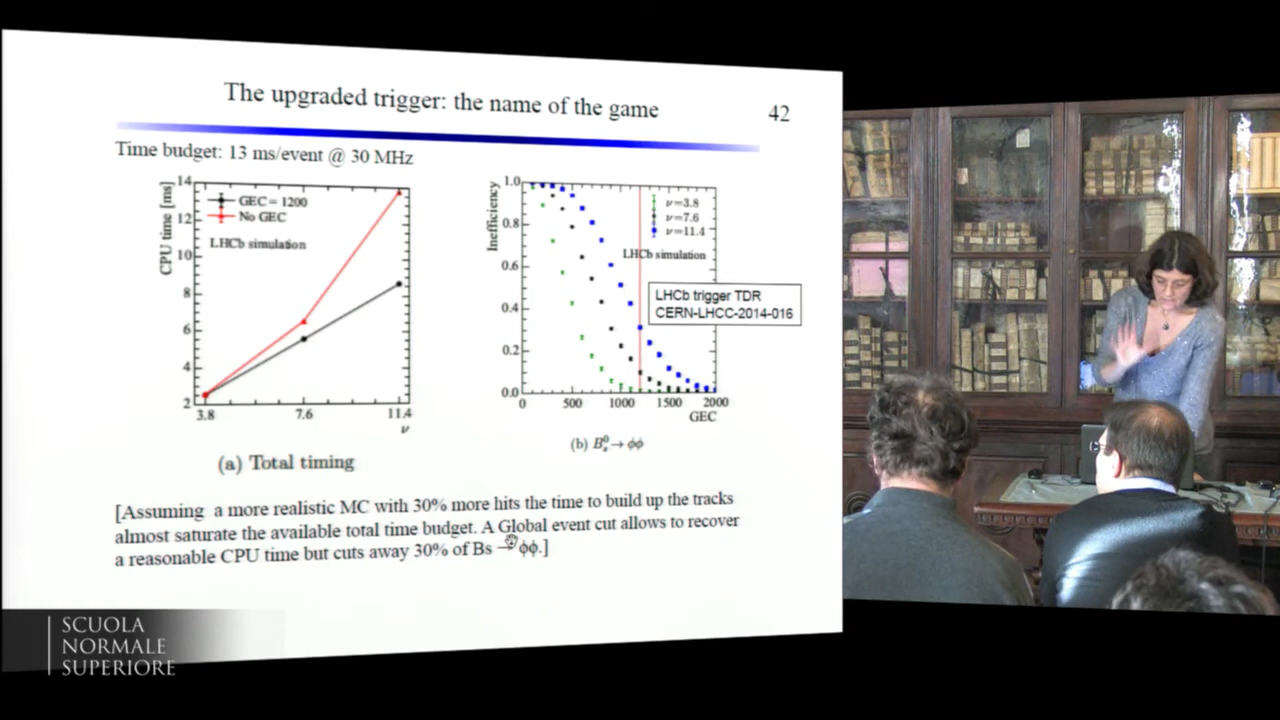 The upgraded trigger: the name of the game
42
Time budget: 13 ms/event @ 30 MHz
CPU time [ms]
14
12
10
8
6
4
2
GEC = 1200
No GEC
LHCb simulation
3.8
7.6
11.4
ν
(a) Total timing
Inefficiency
1.0
0.8
0.6
0.4
0.2
0.0
ν=3.8
ν=7.6
ν=11.4
LHCb simulation
LHCb trigger TDR
CERN-LHCC-2014-016
0
500
1000
1500
2000
GEC
(b) B⁰ₛ → ϕϕ
[Assuming a more realistic MC with 30% more hits the time to build up the tracks
almost saturate the available total time budget. A Global event cut allows to recover
a reasonable CPU time but cuts away 30% of Bs → ϕϕ.]
SCUOLA
NORMALE
SUPERIORE